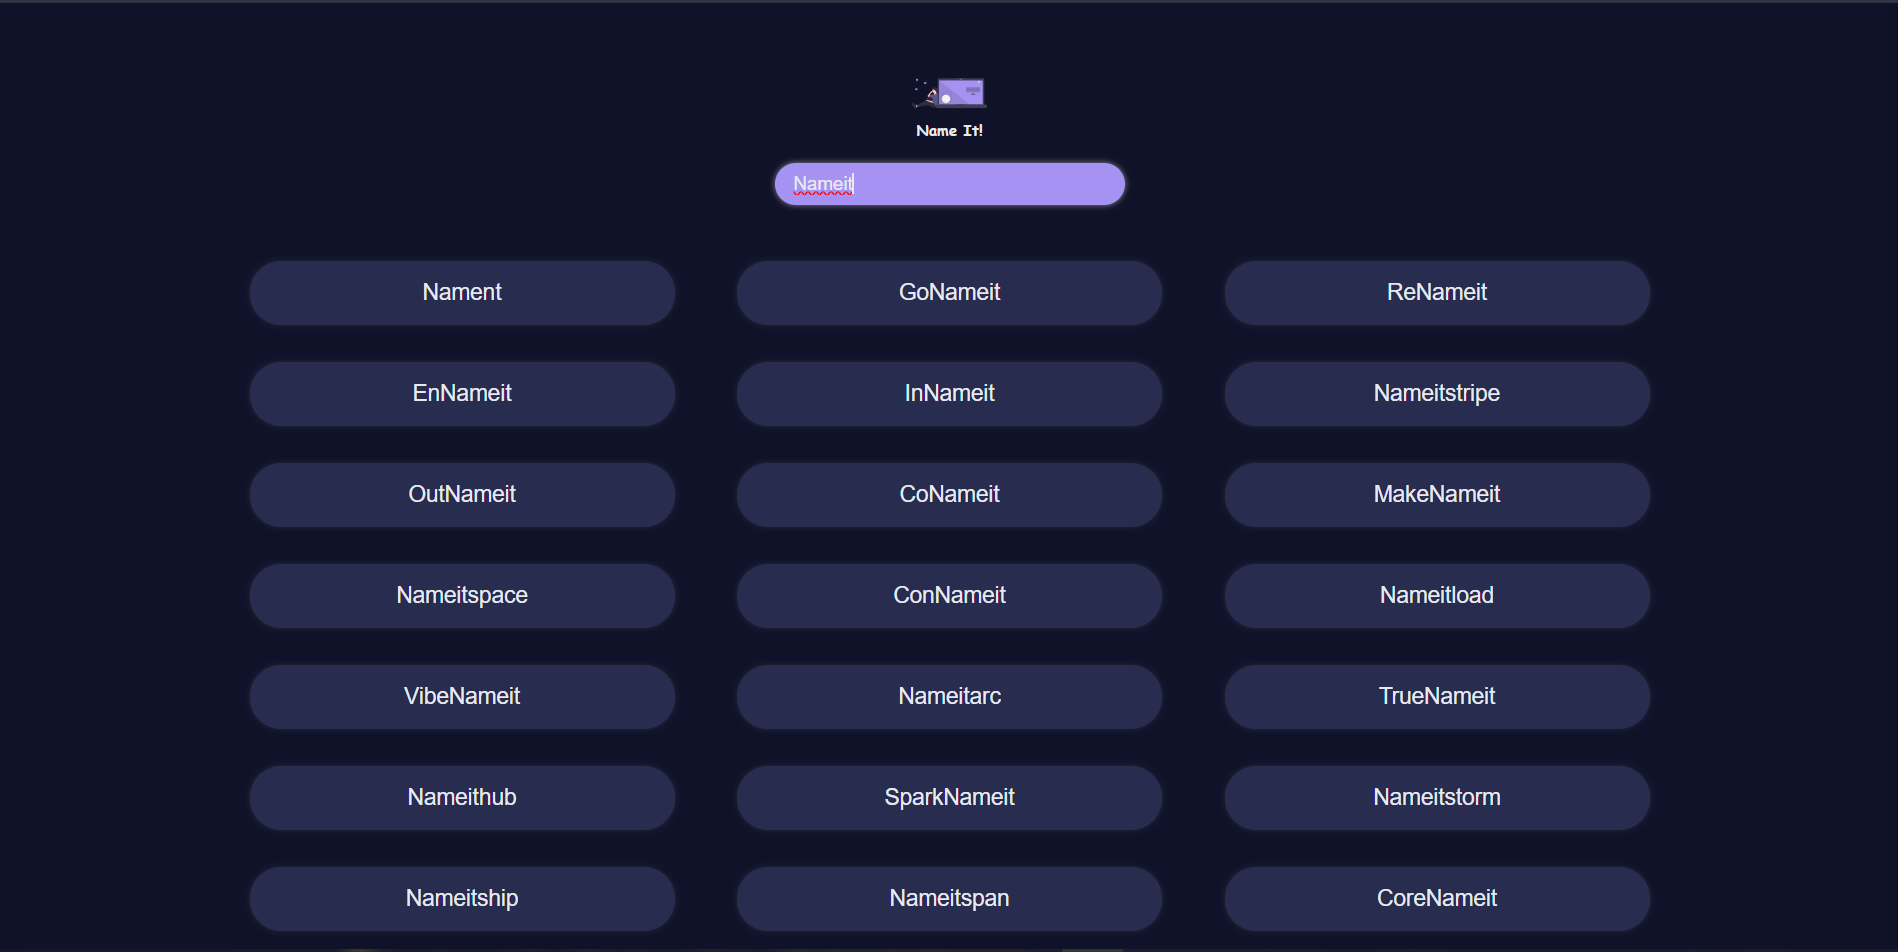 Name It!
Nameit
Nament GoNameit ReNameit
EnNameit InNameit Nameitstripe
OutNameit CoNameit MakeNameit
Nameitspace ConNameit Nameitload
VibeNameit Nameitarc TrueNameit
Nameithub SparkNameit Nameitstorm
Nameitship Nameitspan CoreNameit